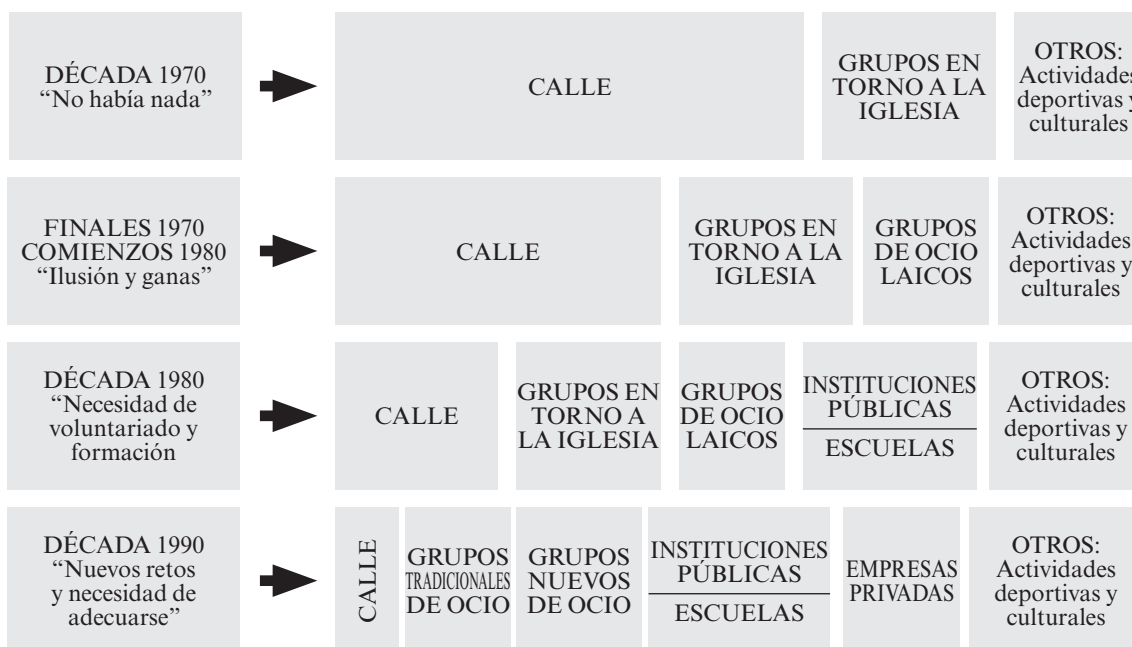 DÉCADA 1970
“No había nada”
CALLE
GRUPOS EN
TORNO A LA
IGLESIA
OTROS:
Actividades
deportivas y
culturales
FINALES 1970
COMIENZOS 1980
“Ilusión y ganas”
CALLE
GRUPOS EN
TORNO A LA
IGLESIA
GRUPOS
DE OCIO
LAICOS
OTROS:
Actividades
deportivas y
culturales
DÉCADA 1980
“Necesidad de
voluntariado y
formación
CALLE
GRUPOS EN
TORNO A
LA IGLESIA
GRUPOS
DE OCIO
LAICOS
INSTITUCIONES
PÚBLICAS
ESCUELAS
OTROS:
Actividades
deportivas y
culturales
DÉCADA 1990
“Nuevos retos
y necesidad de
adecuarse”
CALLE
GRUPOS
TRADICIONALES
DE OCIO
GRUPOS
NUEVOS
DE OCIO
INSTITUCIONES
PÚBLICAS
ESCUELAS
EMPRESAS
PRIVADAS
OTROS:
Actividades
deportivas y
culturales